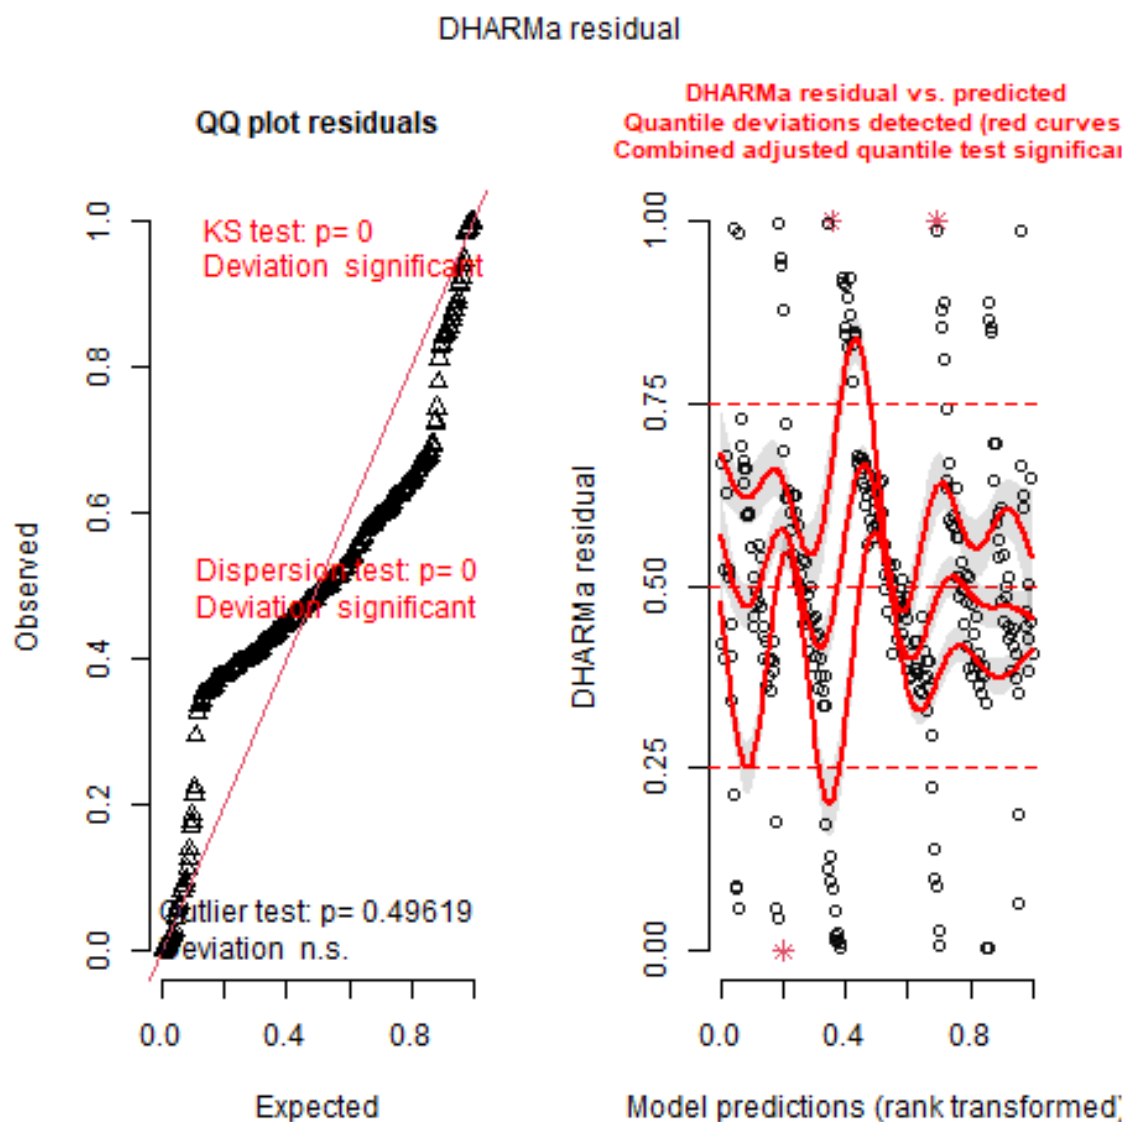 DHARMa residual
QQ plot residuals
KS test: p= 0
Deviation significant
Dispersion test: p= 0
Deviation significant
Outlier test: p= 0.49619
Deviation n.s.
Observed
0.0
0.2
0.4
0.6
0.8
1.0
0.0 0.4 0.8
Expected
DHARMa residual vs. predicted
Quantile deviations detected (red curves
Combined adjusted quantile test significan
DHARMa residual
0.00
0.25
0.50
0.75
1.00
0.0 0.4 0.8
Model predictions (rank transformed)